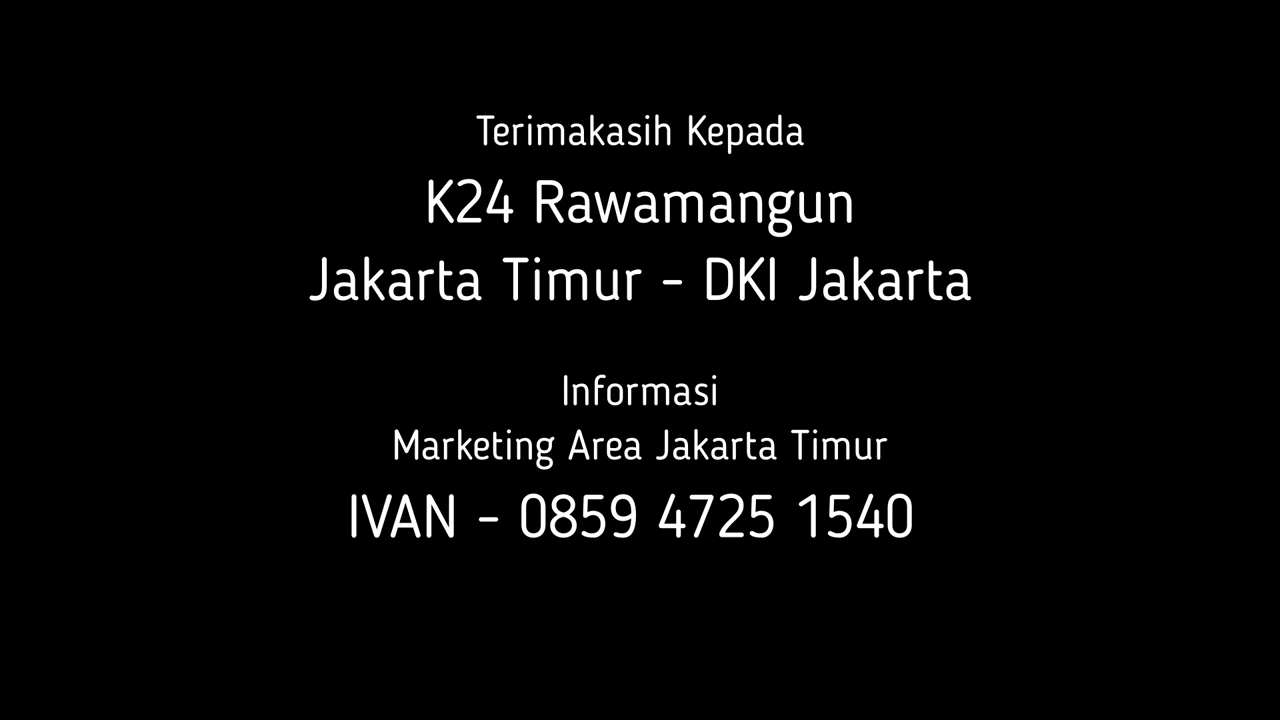 Terimakasih Kepada
K24 Rawamangun
Jakarta Timur - DKI Jakarta
Informasi
Marketing Area Jakarta Timur
IVAN - 0859 4725 1540